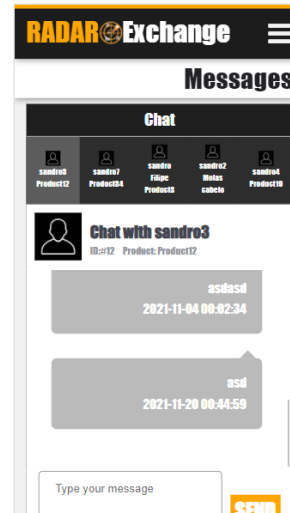 RADAR Exchange
Messages
Chat
sandro3
Product12
sandro7
Product34
sandro
Filipe
Product8
sandro2
Motas
cabelo
sandro4
Product10
Chat with sandro3
ID:#12 Product: Product12
asdasd
2021-11-04 00:02:34
asd
2021-11-20 00:44:59
Type your message
SEND